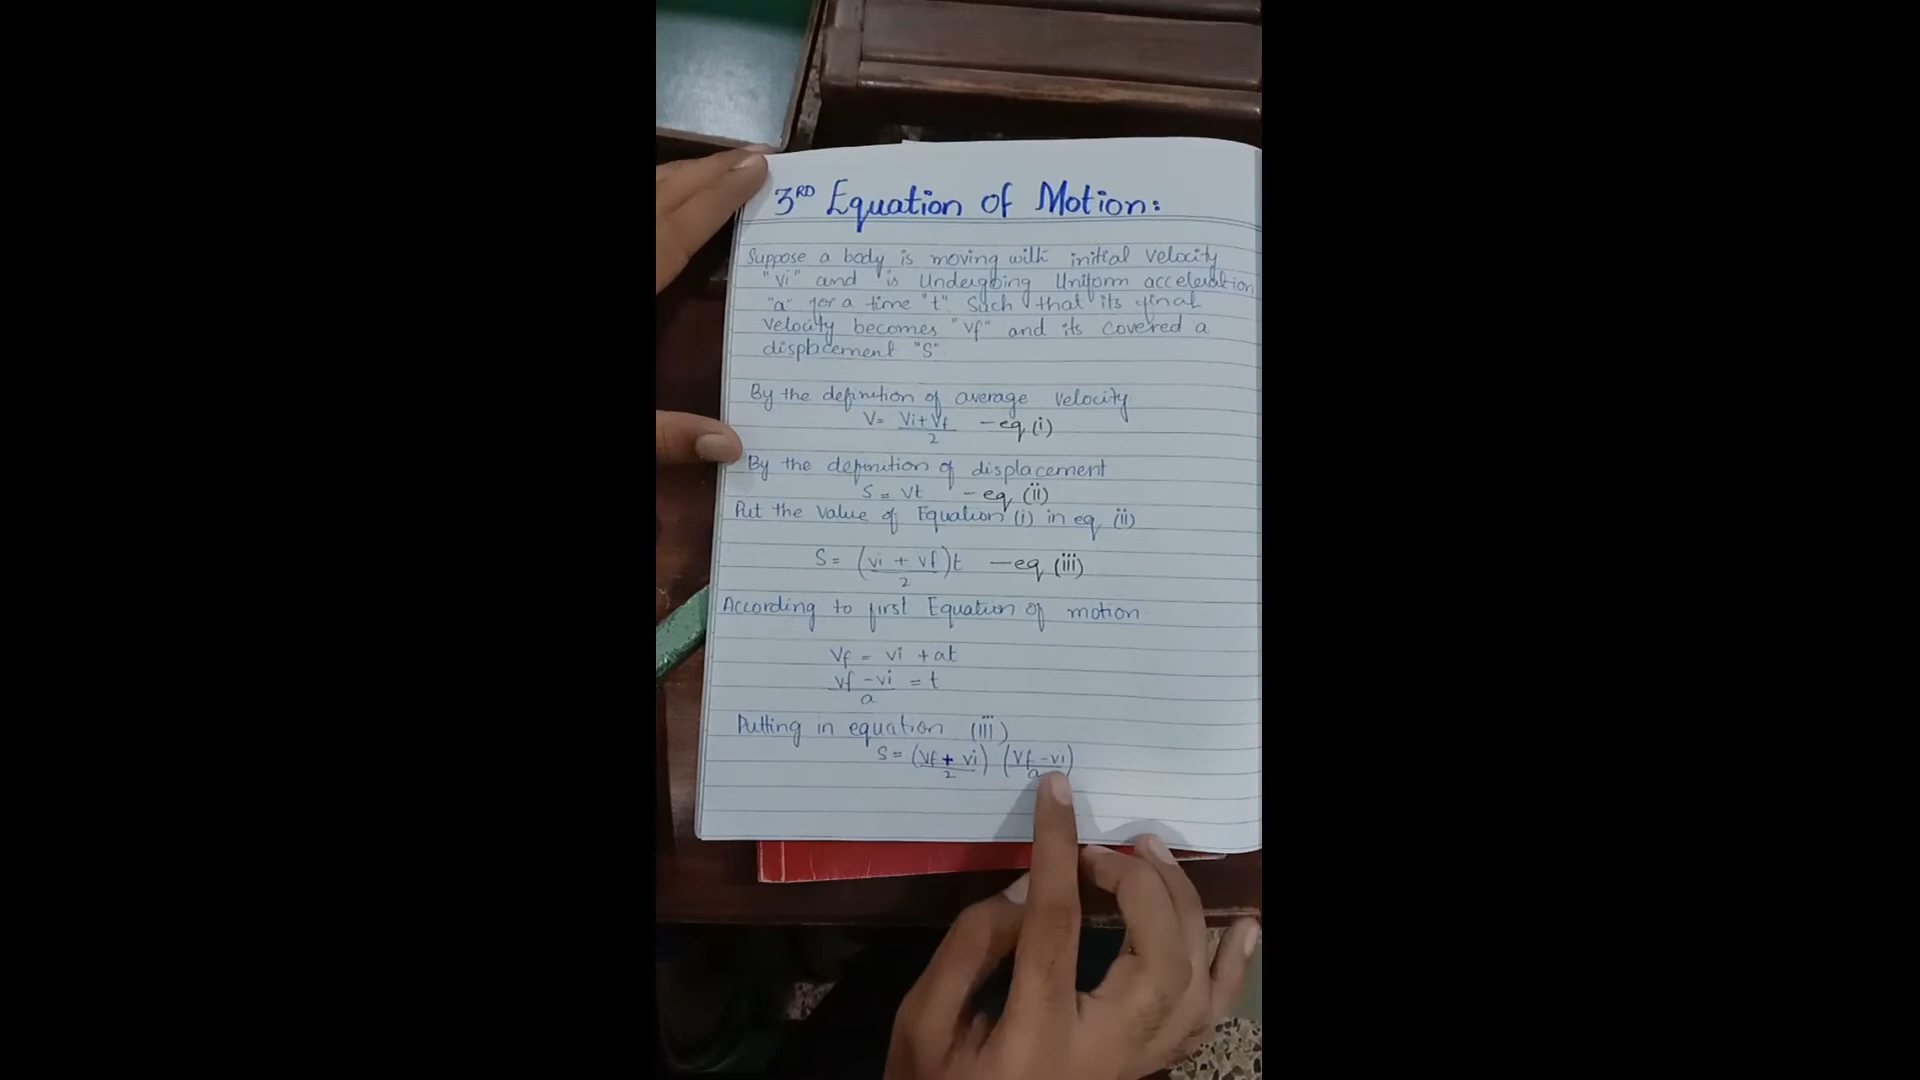 3RD Equation of Motion:
Suppose a body is moving with initial velocity
"Vi" and is Undergoing Uniform acceleration
"a" for a time "t" Such that its final
velocity becomes "Vf" and its covered a
displacement "S"
By the definition of average velocity
V= Vi+Vf/2 - eq (i)
By the definition of displacement
S = Vt - eq (ii)
Put the value of Equation (i) in eq (ii)
S= (vi + vf/2)t - eq (iii)
According to first Equation of motion
Vf = vi + at
vf - vi/a = t
Putting in equation (iii)
S = (vf + vi/2) (Vf - vi/a)